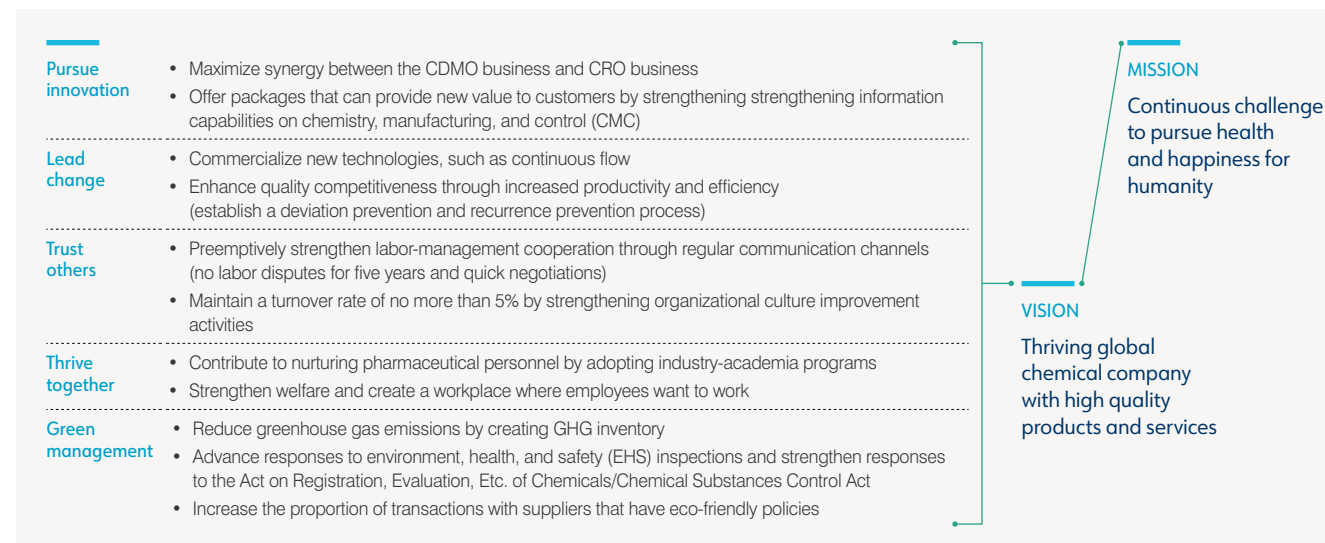 Pursue
innovation
• Maximize synergy between the CDMO business and CRO business
• Offer packages that can provide new value to customers by strengthening strengthening information
capabilities on chemistry, manufacturing, and control (CMC)
Lead
change
• Commercialize new technologies, such as continuous flow
• Enhance quality competitiveness through increased productivity and efficiency
(establish a deviation prevention and recurrence prevention process)
Trust
others
• Preemptively strengthen labor-management cooperation through regular communication channels
(no labor disputes for five years and quick negotiations)
• Maintain a turnover rate of no more than 5% by strengthening organizational culture improvement
activities
Thrive
together
• Contribute to nurturing pharmaceutical personnel by adopting industry-academia programs
• Strengthen welfare and create a workplace where employees want to work
Green
management
• Reduce greenhouse gas emissions by creating GHG inventory
• Advance responses to environment, health, and safety (EHS) inspections and strengthen responses
to the Act on Registration, Evaluation, Etc. of Chemicals/Chemical Substances Control Act
• Increase the proportion of transactions with suppliers that have eco-friendly policies
VISION
Thriving global
chemical company
with high quality
products and services
MISSION
Continuous challenge
to pursue health
and happiness for
humanity